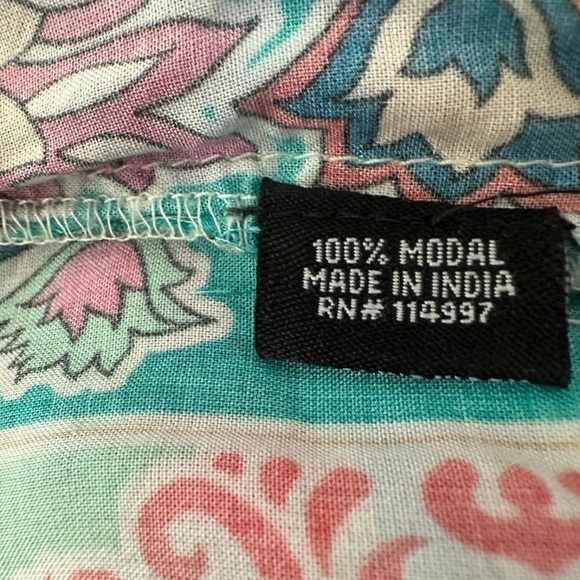 100% MODAL
MADE IN INDIA
RN# 114997